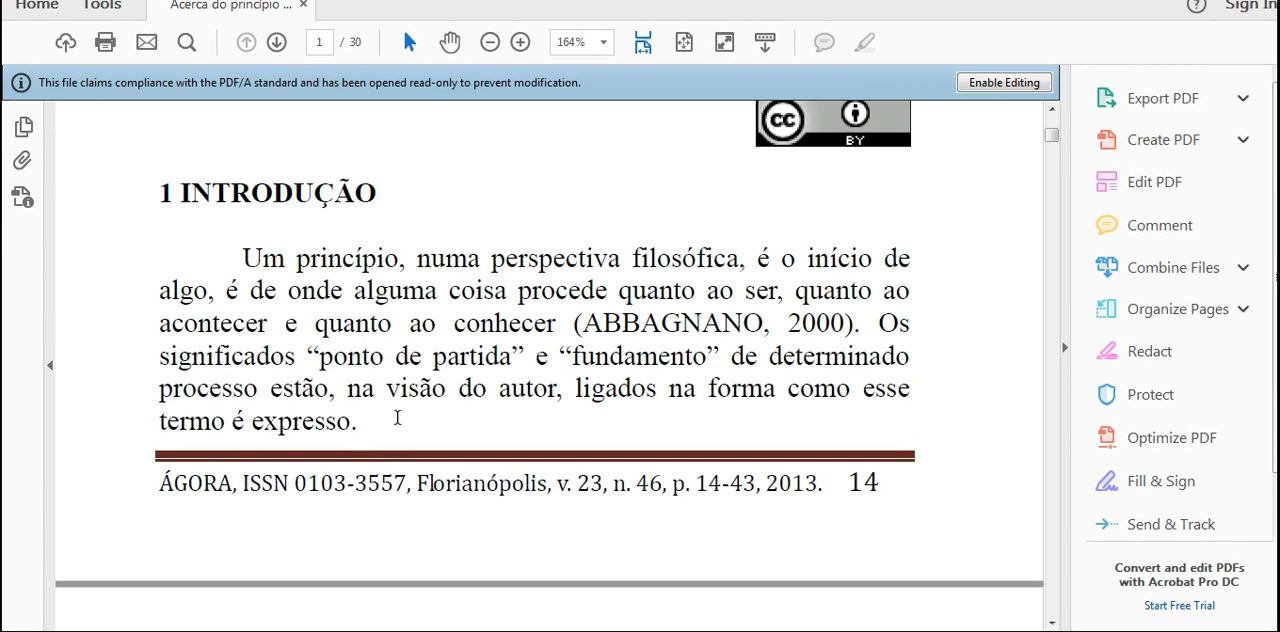 Home Tools Acerca do princípio ... × ? Sign In
1 / 30 164%
This file claims compliance with the PDF/A standard and has been opened read-only to prevent modification. Enable Editing
cc BY
1 INTRODUÇÃO
Um princípio, numa perspectiva filosófica, é o início de
algo, é de onde alguma coisa procede quanto ao ser, quanto ao
acontecer e quanto ao conhecer (ABBAGNANO, 2000). Os
significados “ponto de partida” e “fundamento” de determinado
processo estão, na visão do autor, ligados na forma como esse
termo é expresso.
ÁGORA, ISSN 0103-3557, Florianópolis, v. 23, n. 46, p. 14-43, 2013. 14
Export PDF
Create PDF
Edit PDF
Comment
Combine Files
Organize Pages
Redact
Protect
Optimize PDF
Fill & Sign
Send & Track
Convert and edit PDFs
with Acrobat Pro DC
Start Free Trial